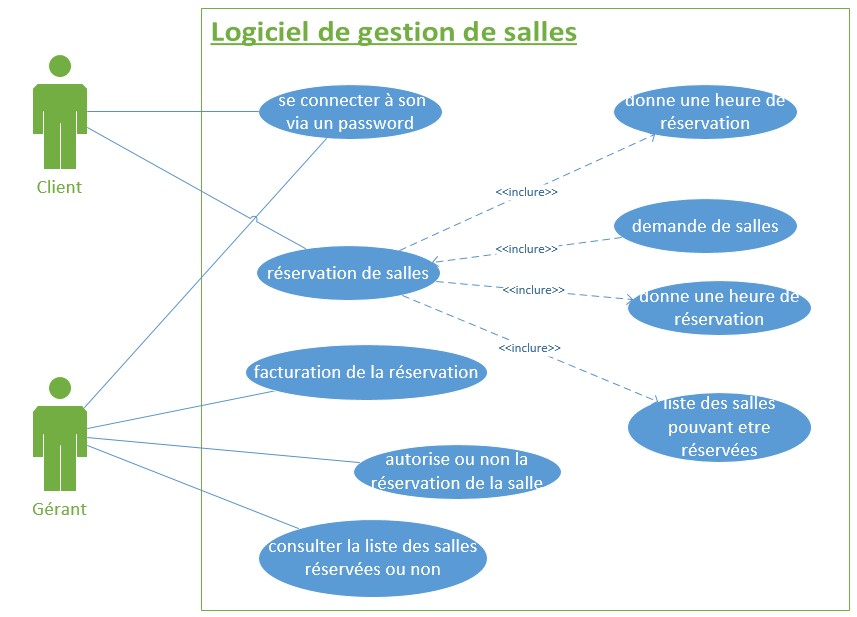 Logiciel de gestion de salles
Client
se connecter à son
via un password
donne une heure de
réservation
<<inclure>>
demande de salles
<<inclure>>
réservation de salles
<<inclure>>
donne une heure de
réservation
<<inclure>>
facturation de la réservation
liste des salles
pouvant etre
réservées
autorise ou non la
réservation de la salle
Gérant
consulter la liste des salles
réservées ou non